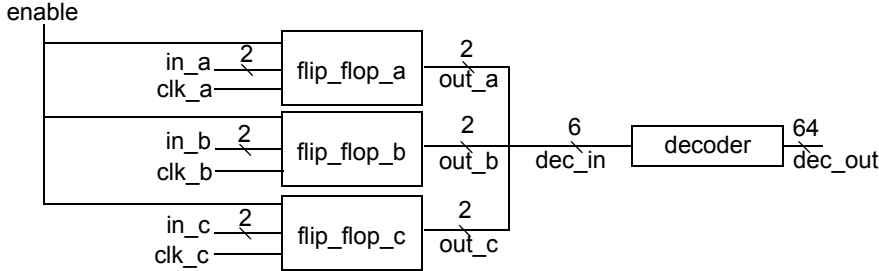 enable
in_a
2
clk_a
flip_flop_a
2
out_a
in_b
2
clk_b
flip_flop_b
2
out_b
6
dec_in
decoder
64
dec_out
in_c
2
clk_c
flip_flop_c
2
out_c